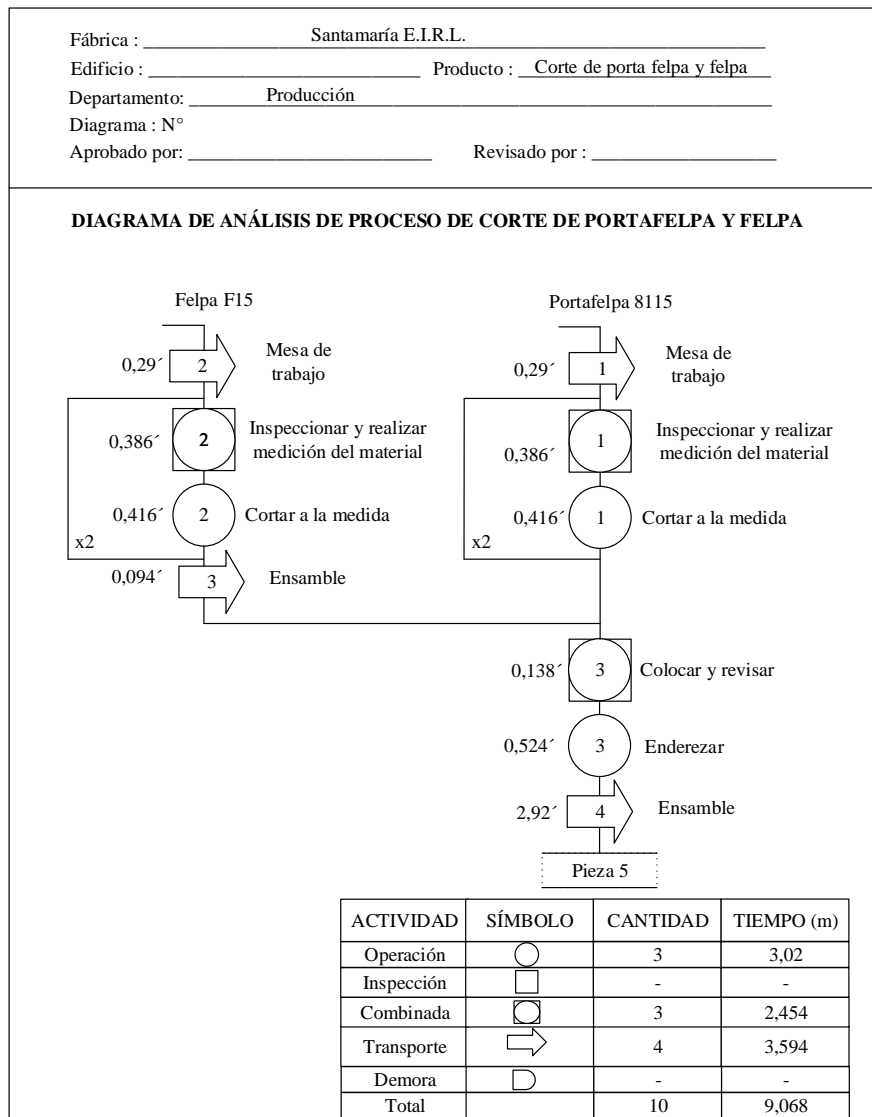 Fábrica : Santamaría E.I.R.L.
Edificio : Producto : Corte de porta felpa y felpa
Departamento: Producción
Diagrama : N°
Aprobado por: Revisado por :
DIAGRAMA DE ANÁLISIS DE PROCESO DE CORTE DE PORTAFELPA Y FELPA
Felpa F15
0,29´ 2 Mesa de
trabajo
0,386´ 2 Inspeccionar y realizar
medición del material
0,416´ 2 Cortar a la medida
x2
0,094´ 3 Ensamble
Portafelpa 8115
0,29´ 1 Mesa de
trabajo
0,386´ 1 Inspeccionar y realizar
medición del material
0,416´ 1 Cortar a la medida
x2
0,138´ 3 Colocar y revisar
0,524´ 3 Enderezar
2,92´ 4 Ensamble
Pieza 5
ACTIVIDAD SÍMBOLO CANTIDAD TIEMPO (m)
Operación 3 3,02
Inspección - -
Combinada 3 2,454
Transporte 4 3,594
Demora - -
Total 10 9,068